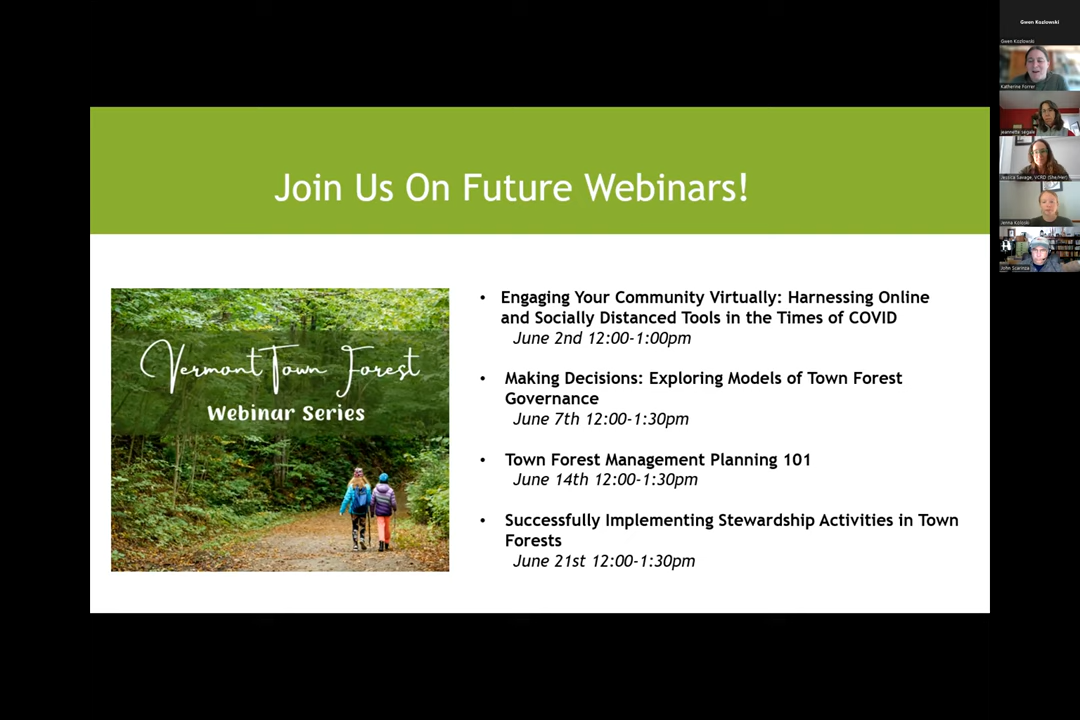 Gwen Kozlowski
Gwen Kozlowski
Katherine Forrer
jeannette segale
Jessica Savage, VCRD (She/Her)
Jenna Koloski
John Scarinza
Join Us On Future Webinars!
Vermont Town Forest
Webinar Series
• Engaging Your Community Virtually: Harnessing Online
and Socially Distanced Tools in the Times of COVID
June 2nd 12:00-1:00pm
• Making Decisions: Exploring Models of Town Forest
Governance
June 7th 12:00-1:30pm
• Town Forest Management Planning 101
June 14th 12:00-1:30pm
• Successfully Implementing Stewardship Activities in Town
Forests
June 21st 12:00-1:30pm